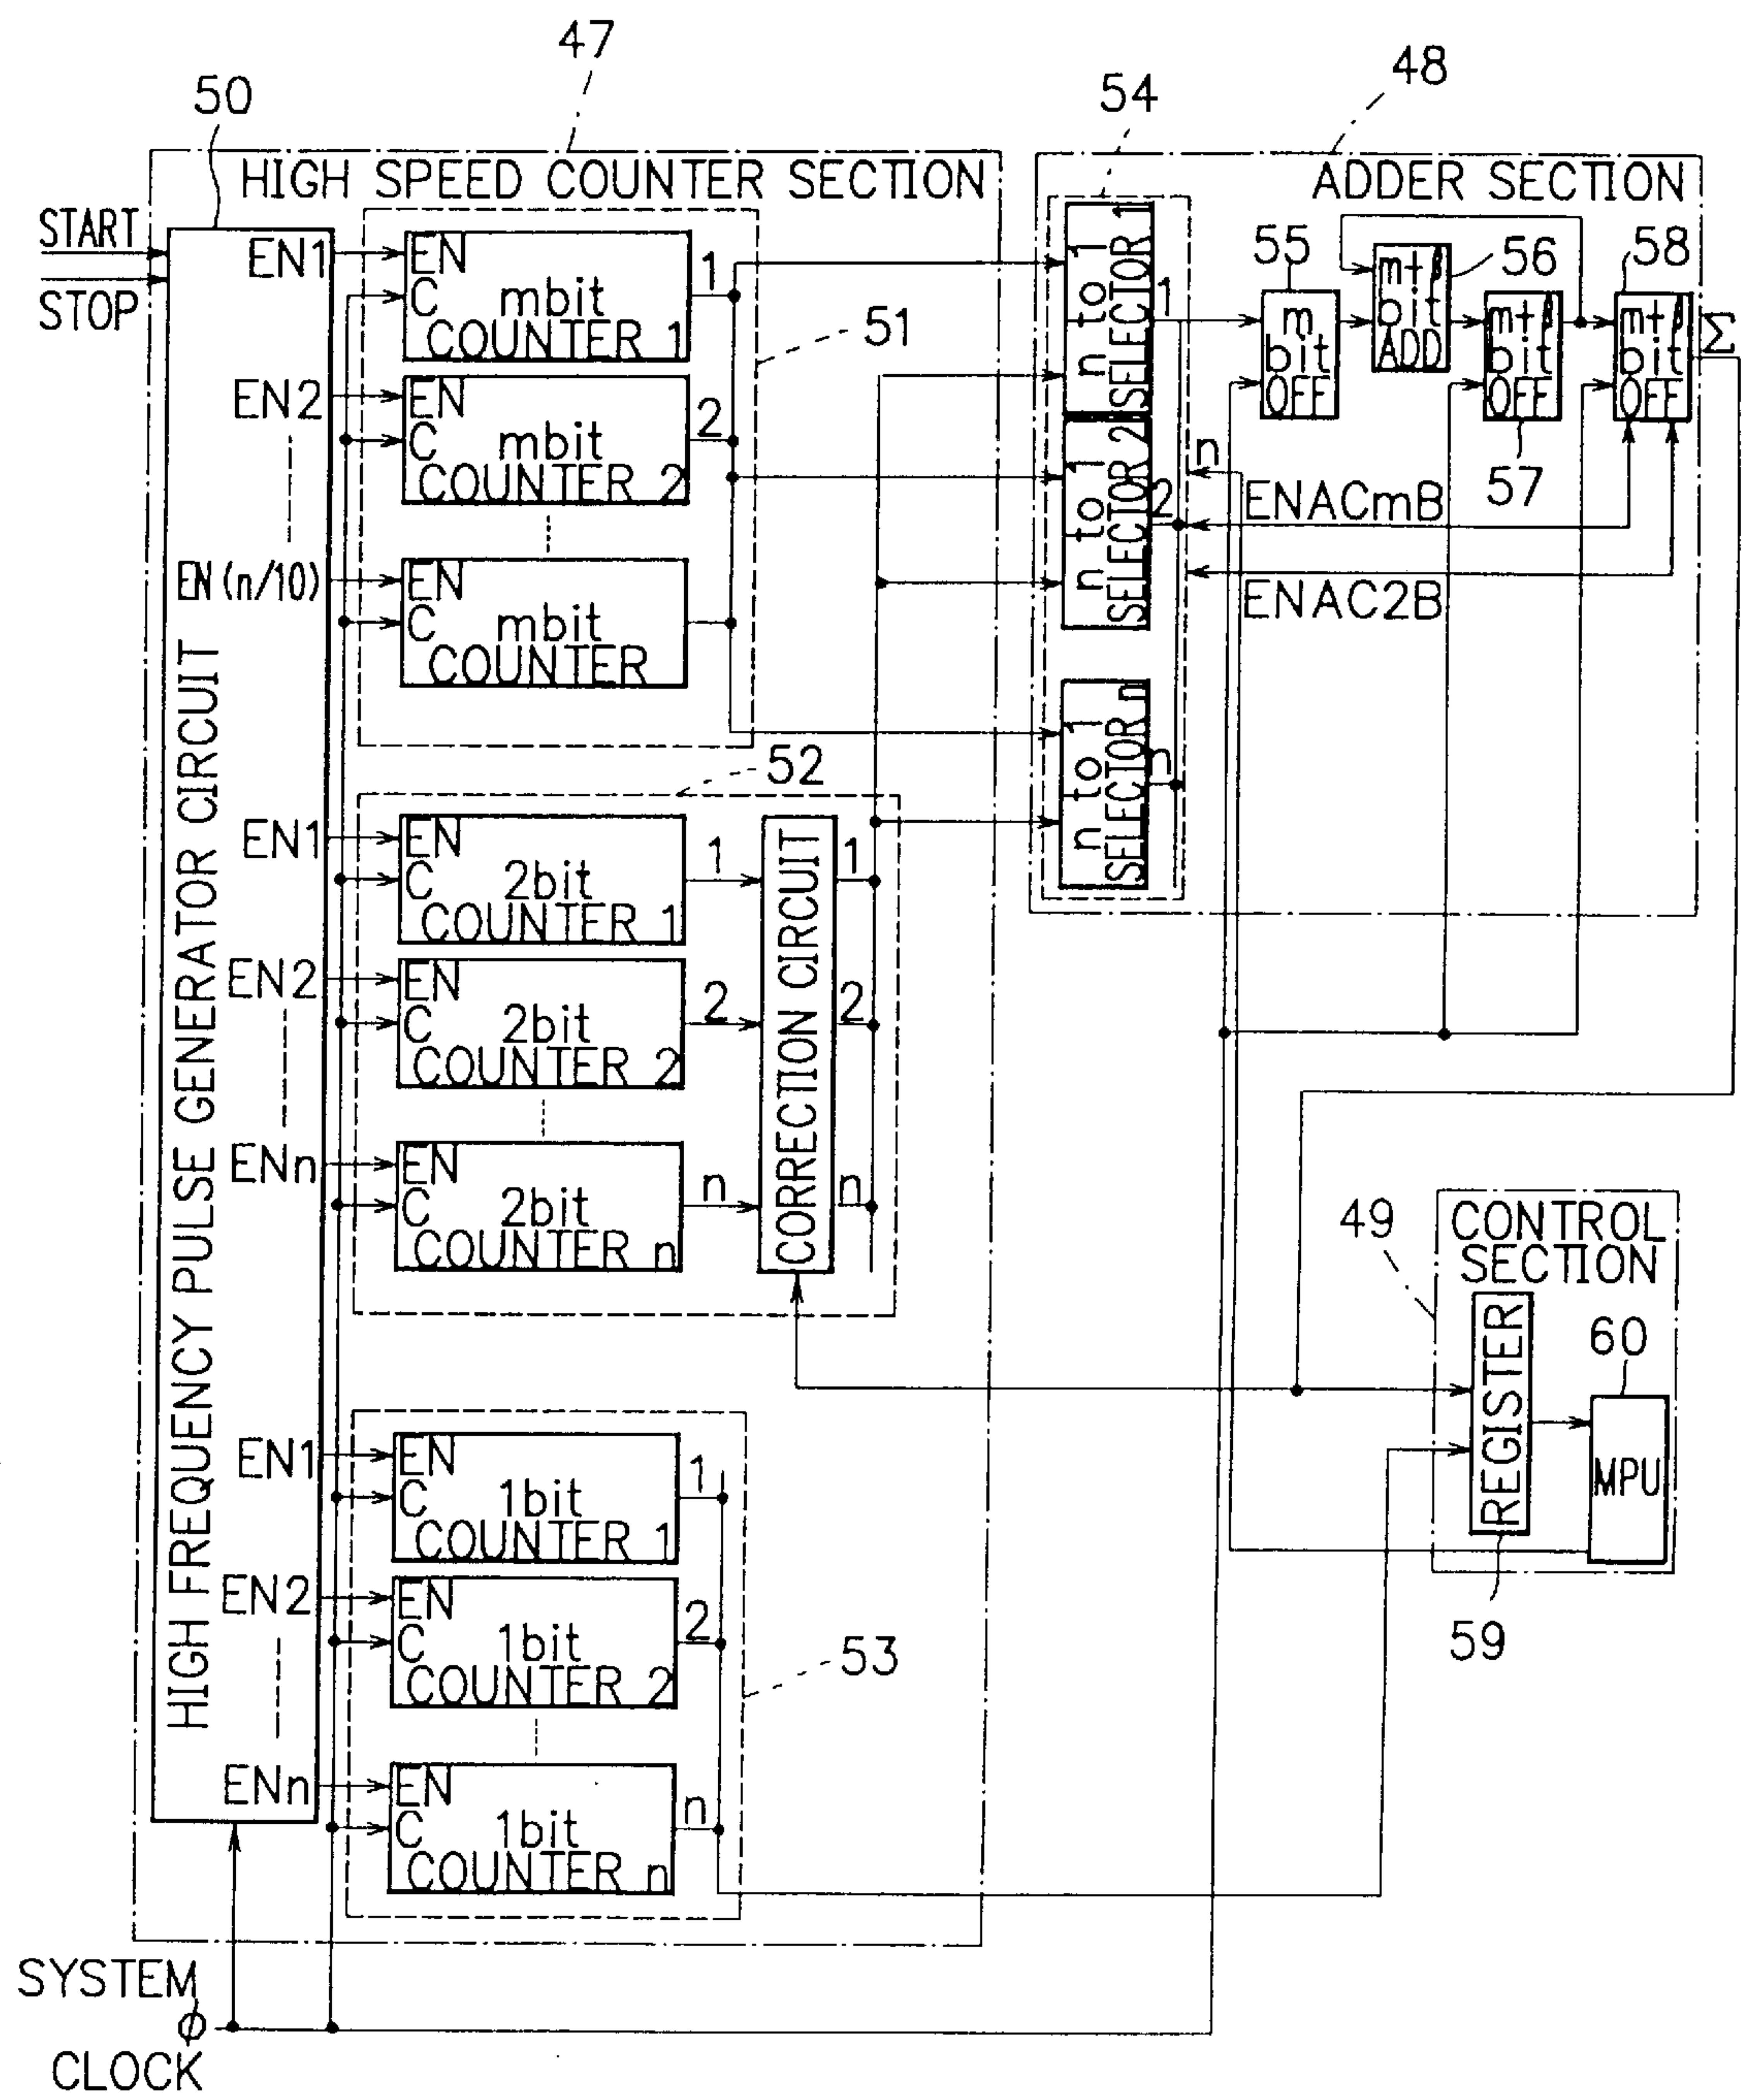 47
50
54
48
HIGH SPEED COUNTER SECTION
ADDER SECTION
START
STOP
HIGH FREQUENCY PULSE GENERATOR CIRCUIT
EN1
EN
C
mbit
COUNTER 1
1
EN2
EN
C
mbit
COUNTER 2
2
EN(n/10)
EN
C
mbit
COUNTER
51
n to 1
SELECTOR 1
1
n to 1
SELECTOR 2
2
n to 1
SELECTOR n
n
55
m
bit
OFF
m+β
bit
ADD
56
m+β
bit
OFF
57
58
m+β
bit
OFF
Σ
n
ENACmB
ENAC2B
52
EN1
EN
C
2bit
COUNTER 1
1
EN2
EN
C
2bit
COUNTER 2
2
ENn
EN
C
2bit
COUNTER n
n
CORRECTION CIRCUIT
1
2
n
49
CONTROL
SECTION
REGISTER
59
60
MPU
EN1
EN
C
1bit
COUNTER 1
1
EN2
EN
C
1bit
COUNTER 2
2
53
ENn
EN
C
1bit
COUNTER n
n
SYSTEM
ϕ
CLOCK